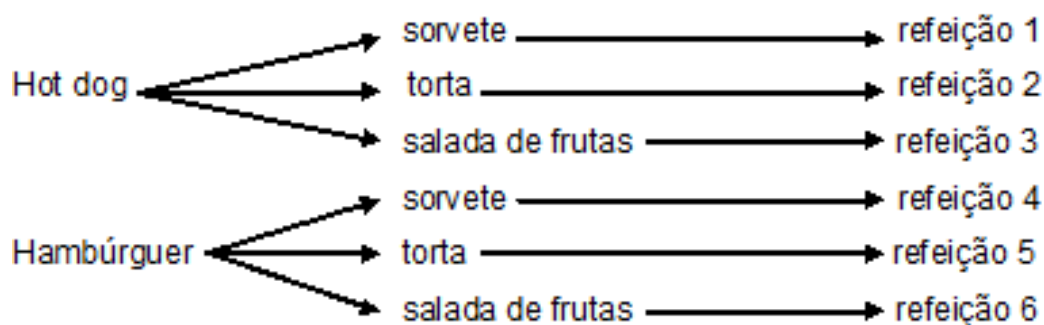 sorvete refeição 1
Hot dog torta refeição 2
salada de frutas refeição 3
sorvete refeição 4
Hambúrguer torta refeição 5
salada de frutas refeição 6